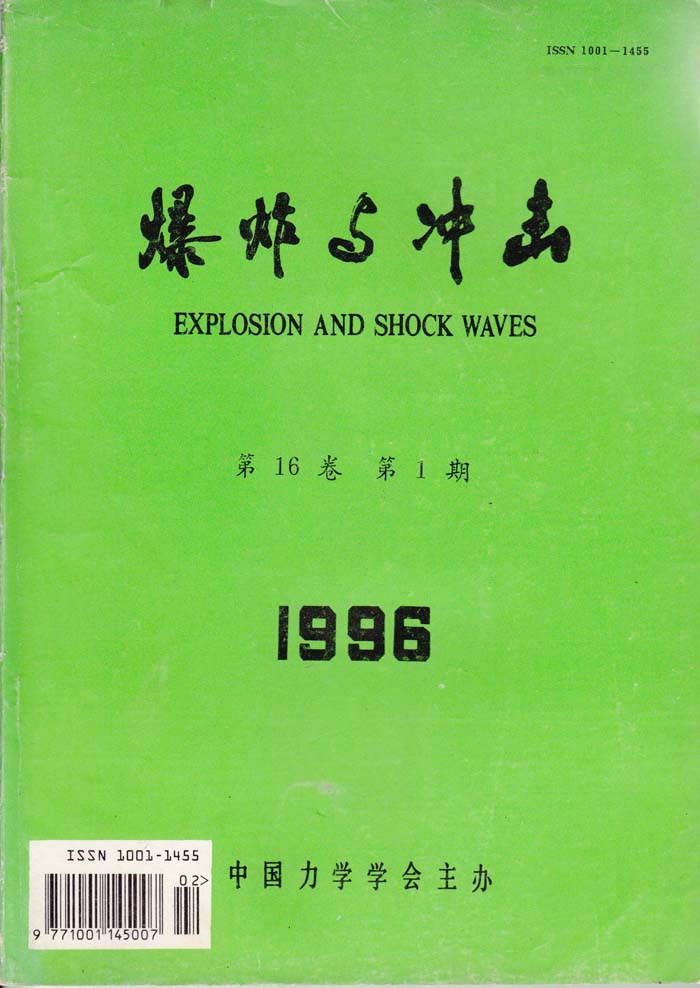 ISSN 1001－1455
爆炸与冲击
EXPLOSION AND SHOCK WAVES
第16卷 第1期
1996
中国力学学会主办
ISSN 1001-1455
02>
9 771001 145007